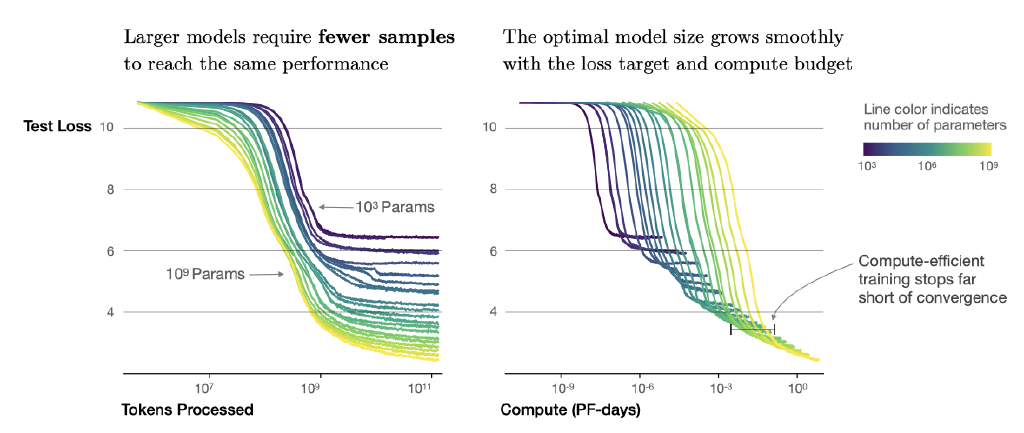 Larger models require fewer samples
to reach the same performance
The optimal model size grows smoothly
with the loss target and compute budget
Test Loss
10
8
6
4
10³ Params
10⁹ Params
10⁷
10⁹
10¹¹
Tokens Processed
10
8
6
4
10⁻⁹
10⁻⁶
10⁻³
10⁰
Compute (PF-days)
Line color indicates
number of parameters
10³
10⁶
10⁹
Compute-efficient
training stops far
short of convergence